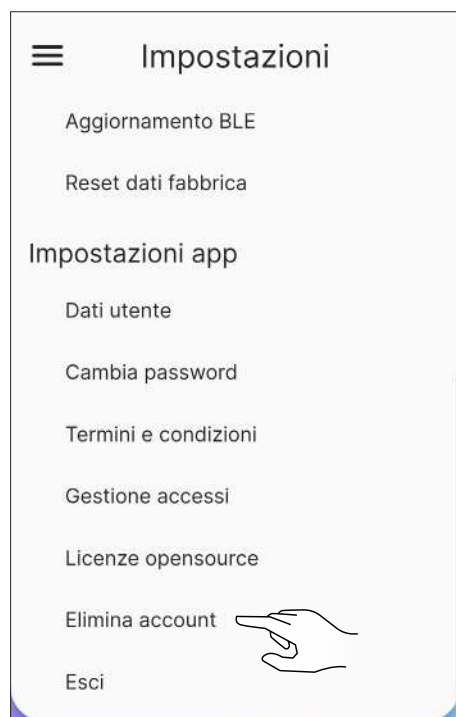 Impostazioni
Aggiornamento BLE
Reset dati fabbrica
Impostazioni app
Dati utente
Cambia password
Termini e condizioni
Gestione accessi
Licenze opensource
Elimina account
Esci